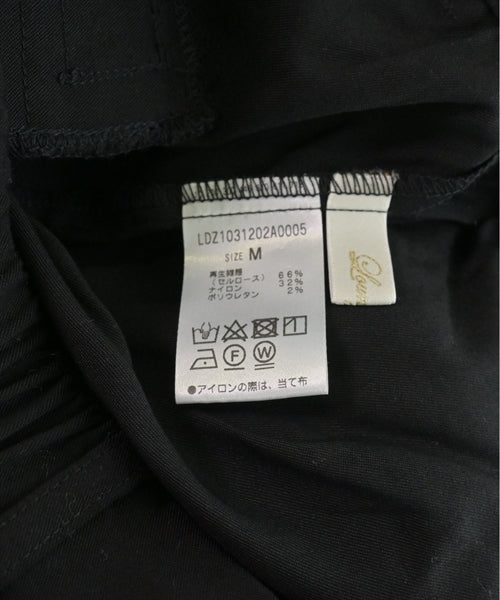 LDZ1031202A0005
SIZE M
再生繊維
(セルロース) 66%
ナイロン 32%
ポリウレタン 2%
F W
●アイロンの際は、当て布